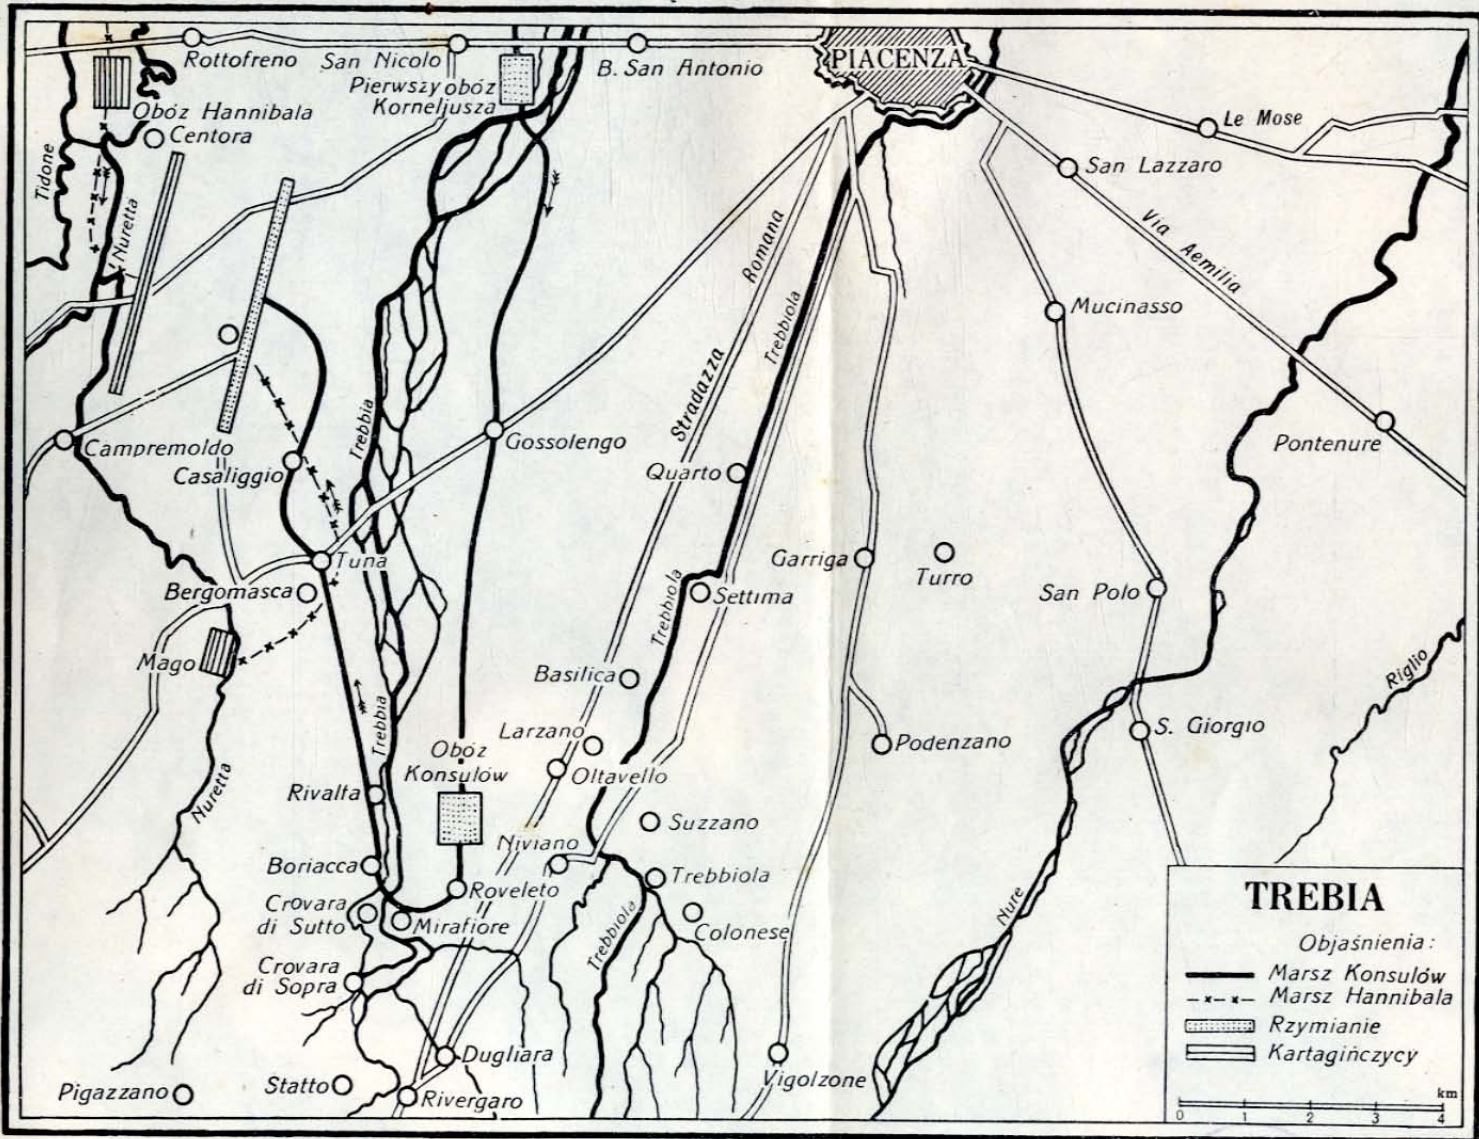 Rottofreno
San Nicolo
B. San Antonio
PIACENZA
Pierwszy obóz
Korneljusza
Obóz Hannibala
Centora
Le Mose
San Lazzaro
Tidone
Nuretta
Romana
Via Aemilia
Trebbiola
Mucinasso
Stradazza
Trebbia
Campremoldo
Gossolengo
Casaliggio
Quarto
Pontenure
Tuna
Garriga
Turro
Bergomasca
Settima
San Polo
Trebbiola
Mago
Basilica
Riglio
Trebbia
Larzano
S. Giorgio
Obóz
Konsulów
Podenzano
Oltavello
Nuretta
Rivalta
Suzzano
Niviano
Boriacca
Roveleto
Trebbiola
Crovara
di Sutto
Mirafiore
Colonese
Trebbiola
Nure
Crovara
di Sopra
Dugliara
Pigazzano
Statto
Rivergaro
Vigolzone
TREBIA
Objaśnienia:
Marsz Konsulów
Marsz Hannibala
Rzymianie
Kartagińczycy
km
0 1 2 3 4